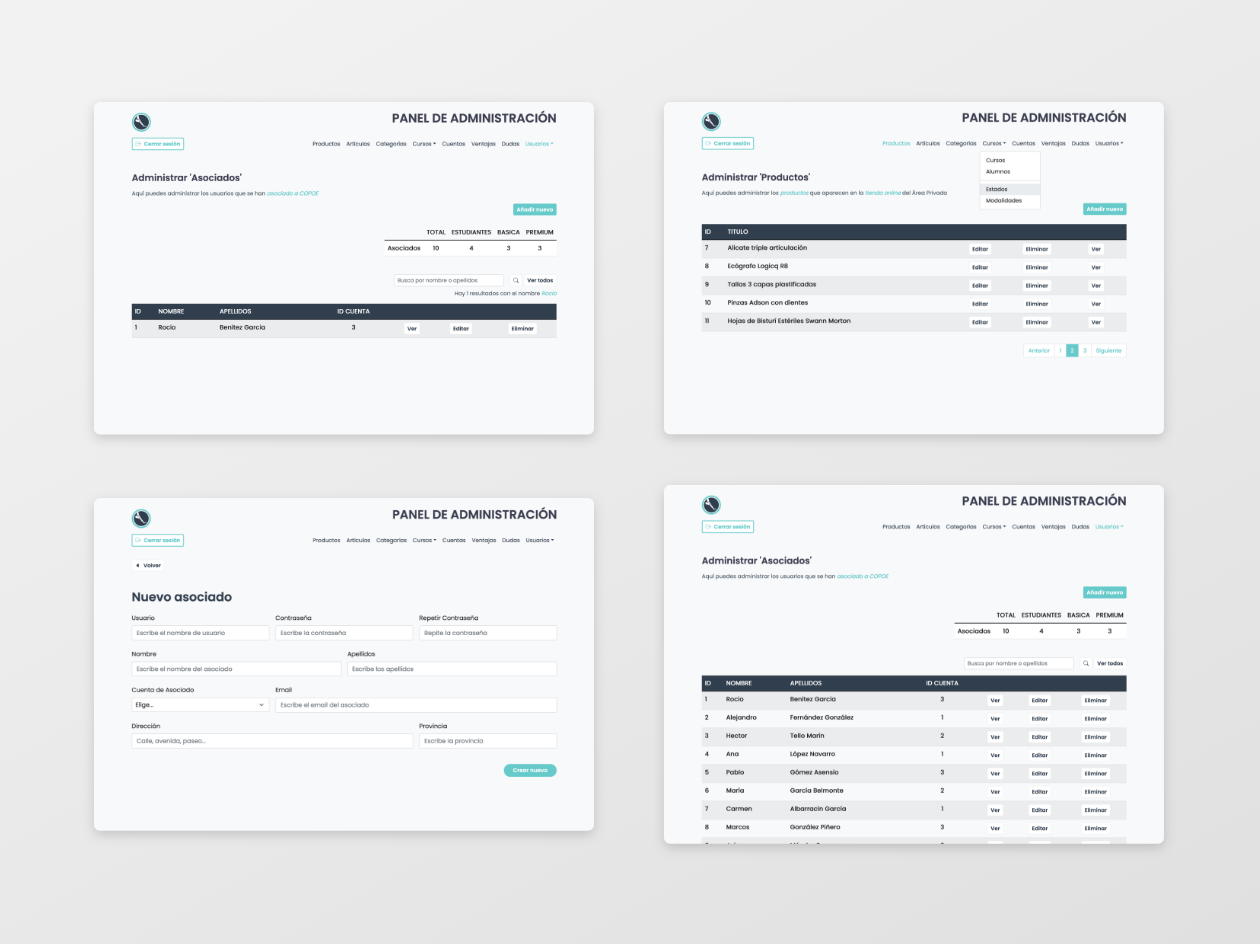 PANEL DE ADMINISTRACIÓN
Cerrar sesión
Productos Artículos Categorías Cursos Cuentas Ventajas Dudas Usuarios
Administrar 'Asociados'
Aquí puedes administrar los usuarios que se han asociado a COPOE
Añadir nuevo
TOTAL ESTUDIANTES BASICA PREMIUM
Asociados 10 4 3 3
Busca por nombre o apellidos Ver todos
Hay 1 resultados con el nombre Rocío
ID NOMBRE APELLIDOS ID CUENTA
1 Rocío Benítez García 3 Ver Editar Eliminar
PANEL DE ADMINISTRACIÓN
Cerrar sesión
Productos Artículos Categorías Cursos Cuentas Ventajas Dudas Usuarios
Cursos
Alumnos
Estados
Modalidades
Administrar 'Productos'
Aquí puedes administrar los productos que aparecen en la tienda online del Área Privada
Añadir nuevo
ID TITULO
7 Alicate triple articulación Editar Eliminar Ver
8 Ecógrafo Logicq R8 Editar Eliminar Ver
9 Tallas 3 capas plastificadas Editar Eliminar Ver
10 Pinzas Adson con dientes Editar Eliminar Ver
11 Hojas de Bisturí Estériles Swann Morton Editar Eliminar Ver
Anterior 1 2 3 Siguiente
PANEL DE ADMINISTRACIÓN
Cerrar sesión
Productos Artículos Categorías Cursos Cuentas Ventajas Dudas Usuarios
Volver
Nuevo asociado
Usuario Contraseña Repetir Contraseña
Escribe el nombre de usuario Escribe la contraseña Repite la contraseña
Nombre Apellidos
Escribe el nombre del asociado Escribe los apellidos
Cuenta de Asociado Email
Elige... Escribe el email del asociado
Dirección Provincia
Calle, avenida, paseo... Escribe la provincia
Crear nuevo
PANEL DE ADMINISTRACIÓN
Cerrar sesión
Productos Artículos Categorías Cursos Cuentas Ventajas Dudas Usuarios
Administrar 'Asociados'
Aquí puedes administrar los usuarios que se han asociado a COPOE
Añadir nuevo
TOTAL ESTUDIANTES BASICA PREMIUM
Asociados 10 4 3 3
Busca por nombre o apellidos Ver todos
ID NOMBRE APELLIDOS ID CUENTA
1 Rocío Benítez García 3 Ver Editar Eliminar
2 Alejandro Fernández González 1 Ver Editar Eliminar
3 Hector Tello Marín 2 Ver Editar Eliminar
4 Ana López Navarro 1 Ver Editar Eliminar
5 Pablo Gómez Asensio 3 Ver Editar Eliminar
6 María García Belmonte 2 Ver Editar Eliminar
7 Carmen Albarracín García 1 Ver Editar Eliminar
8 Marcos González Piñero 3 Ver Editar Eliminar